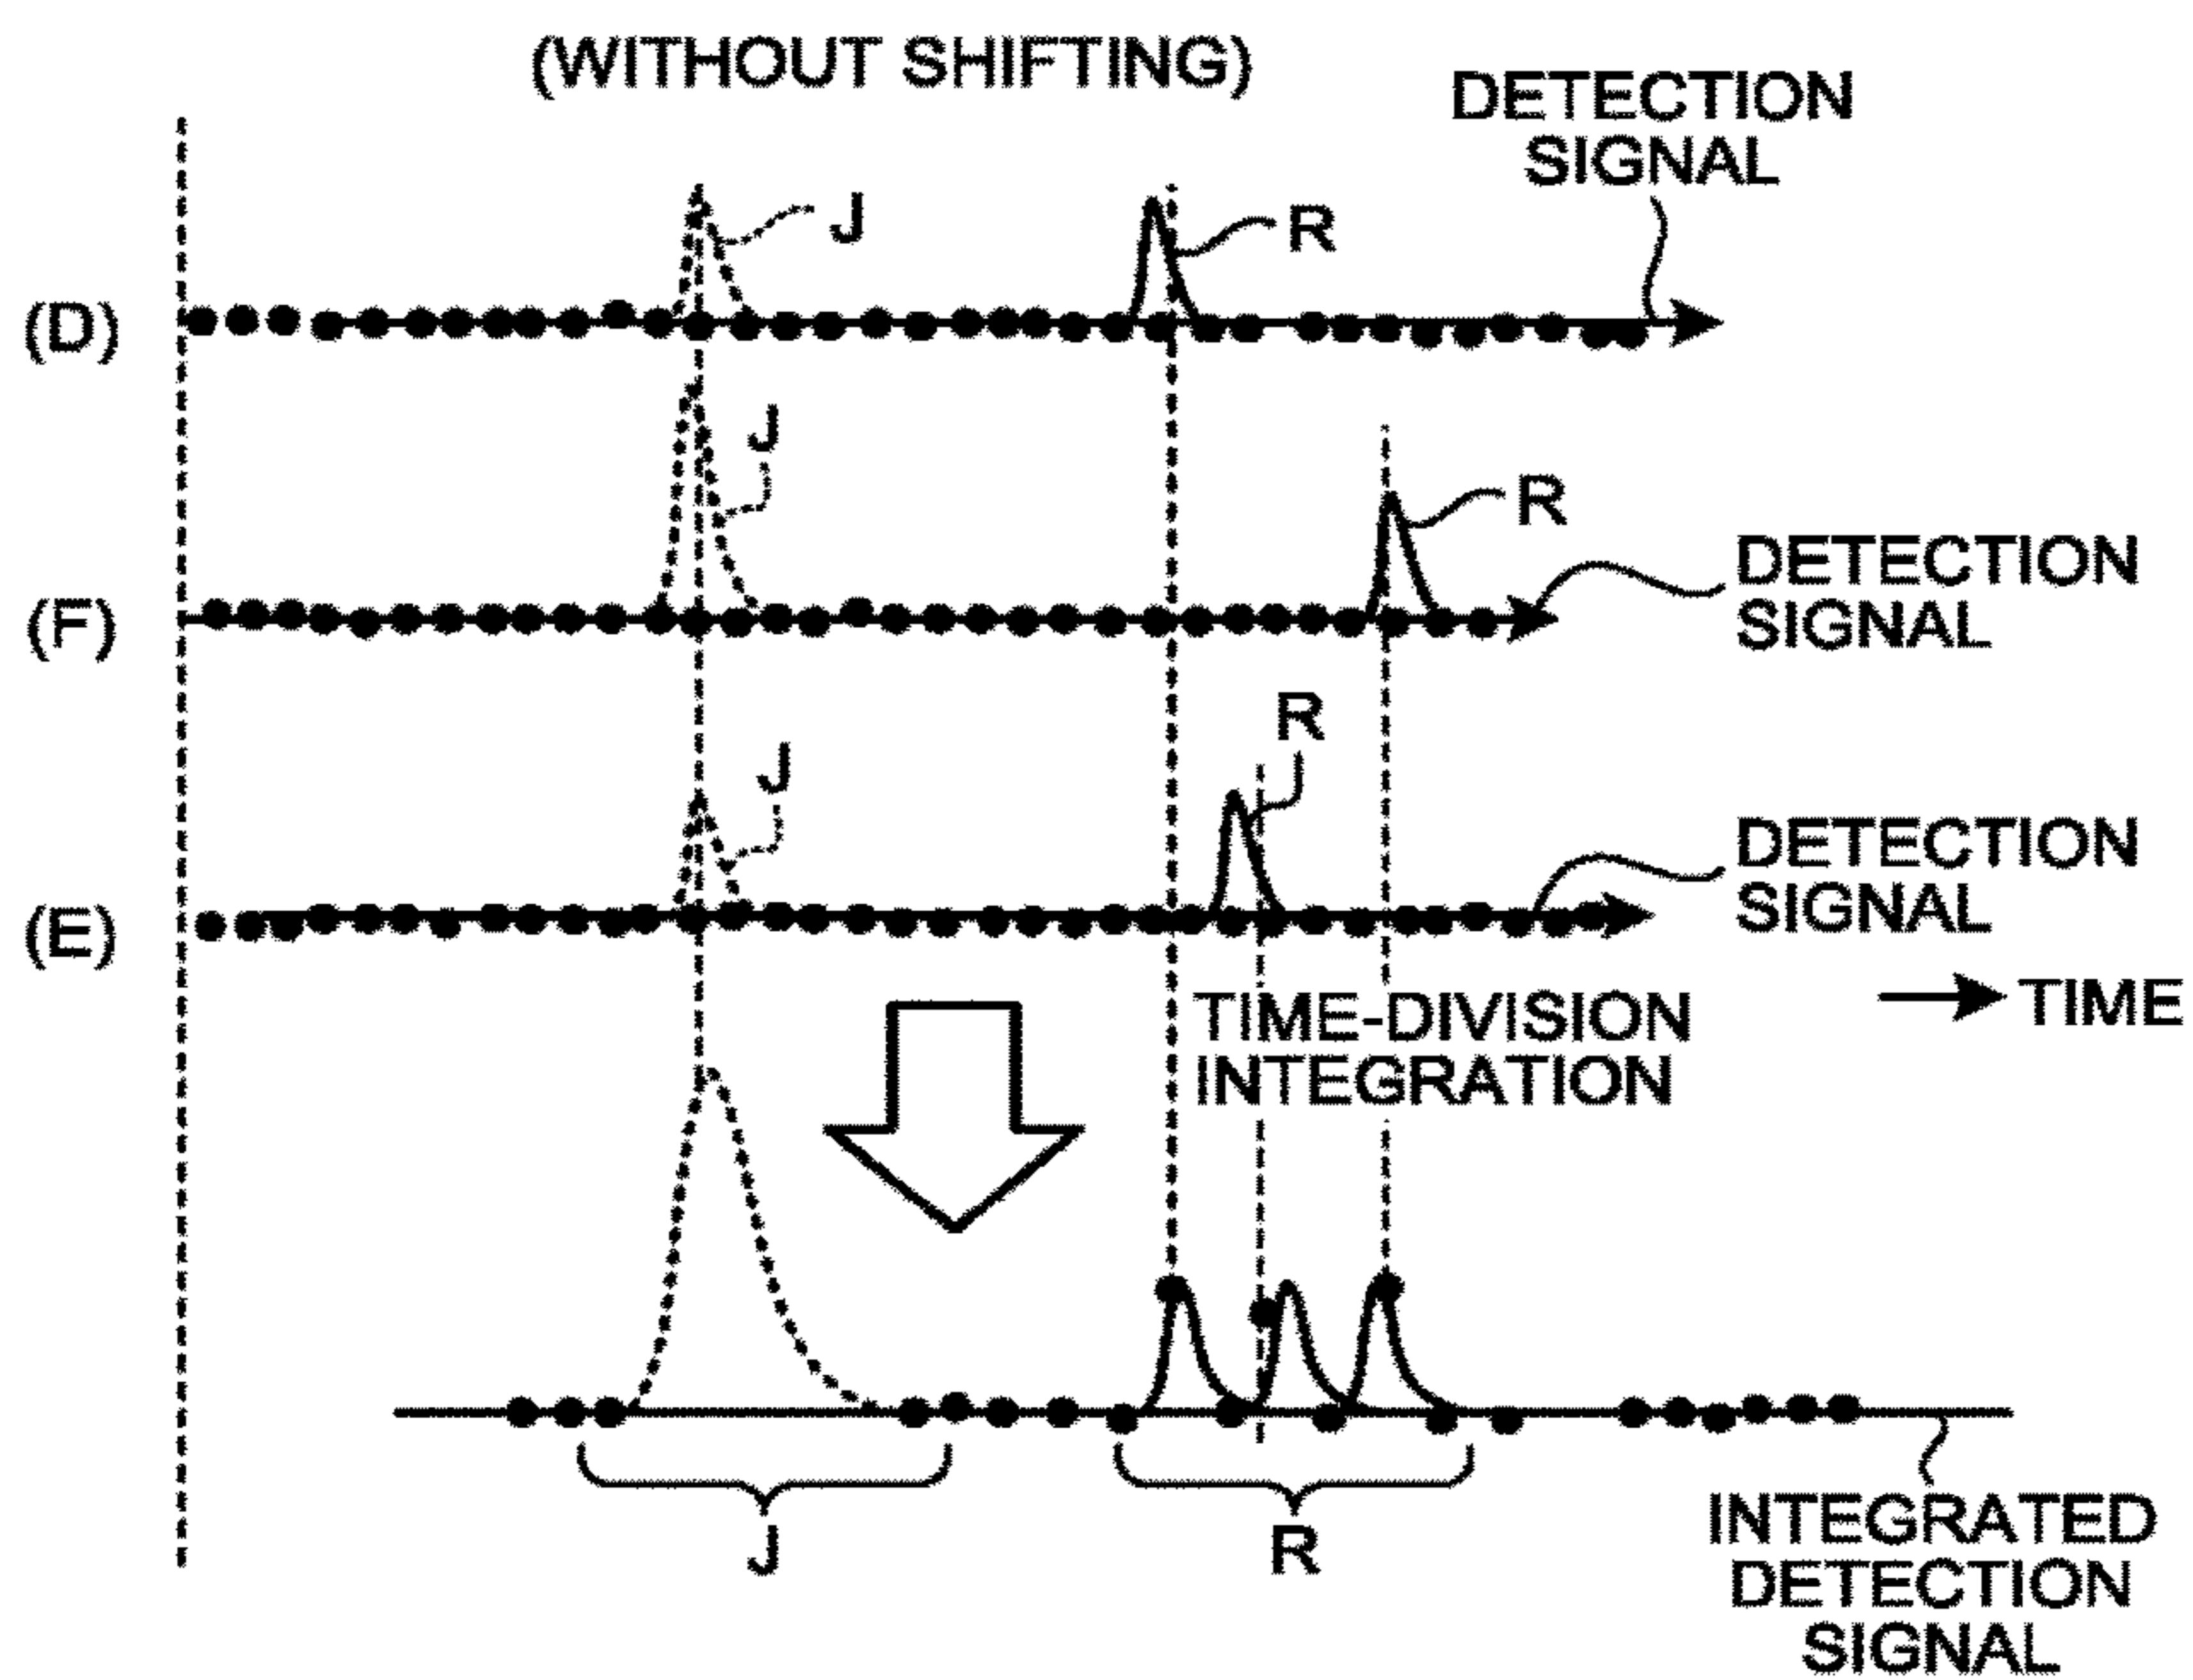 (WITHOUT SHIFTING)
DETECTION
SIGNAL
J
R
(D)
J
R
DETECTION
SIGNAL
(F)
R
J
DETECTION
SIGNAL
(E)
TIME-DIVISION
INTEGRATION
TIME
J
R
INTEGRATED
DETECTION
SIGNAL